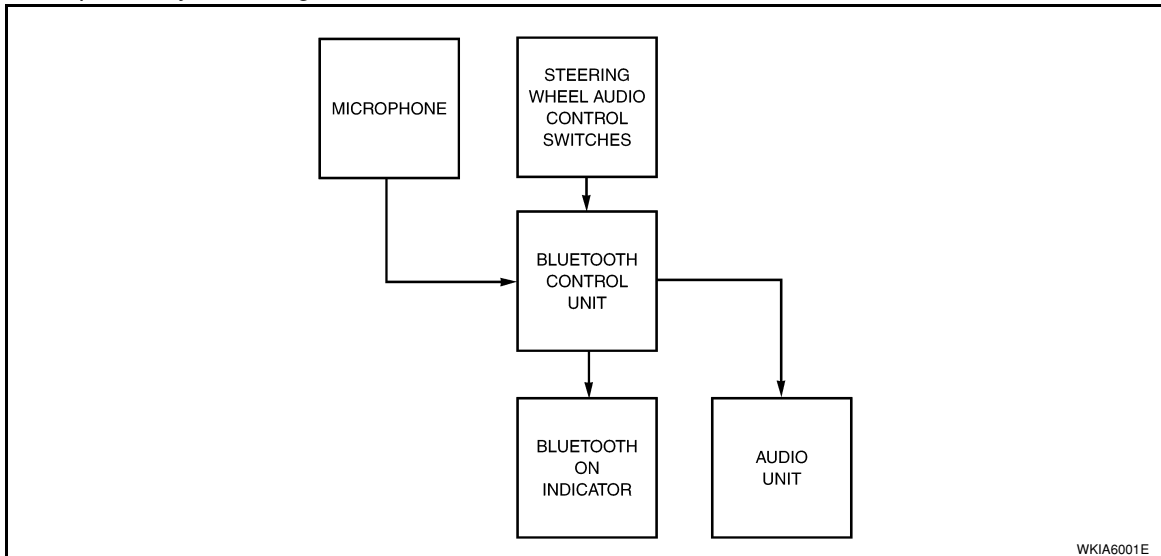 MICROPHONE
STEERING
WHEEL AUDIO
CONTROL
SWITCHES
BLUETOOTH
CONTROL
UNIT
BLUETOOTH
ON
INDICATOR
AUDIO
UNIT
WKIA6001E